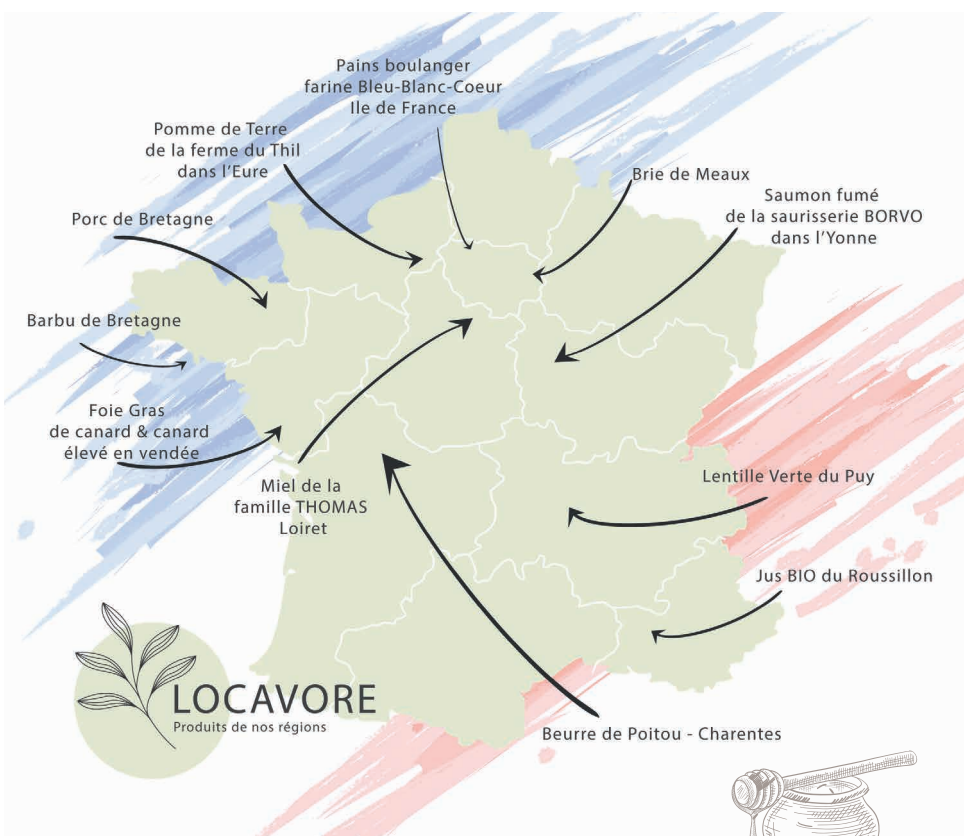 Pains boulanger
farine Bleu-Blanc-Coeur
Ile de France
Pomme de Terre
de la ferme du Thil
dans l'Eure
Brie de Meaux
Saumon fumé
de la saurisserie BORVO
dans l'Yonne
Porc de Bretagne
Barbu de Bretagne
Foie Gras
de canard & canard
élevé en vendée
Miel de la
famille THOMAS
Loiret
Lentille Verte du Puy
Jus BIO du Roussillon
LOCAVORE
Produits de nos régions
Beurre de Poitou - Charentes